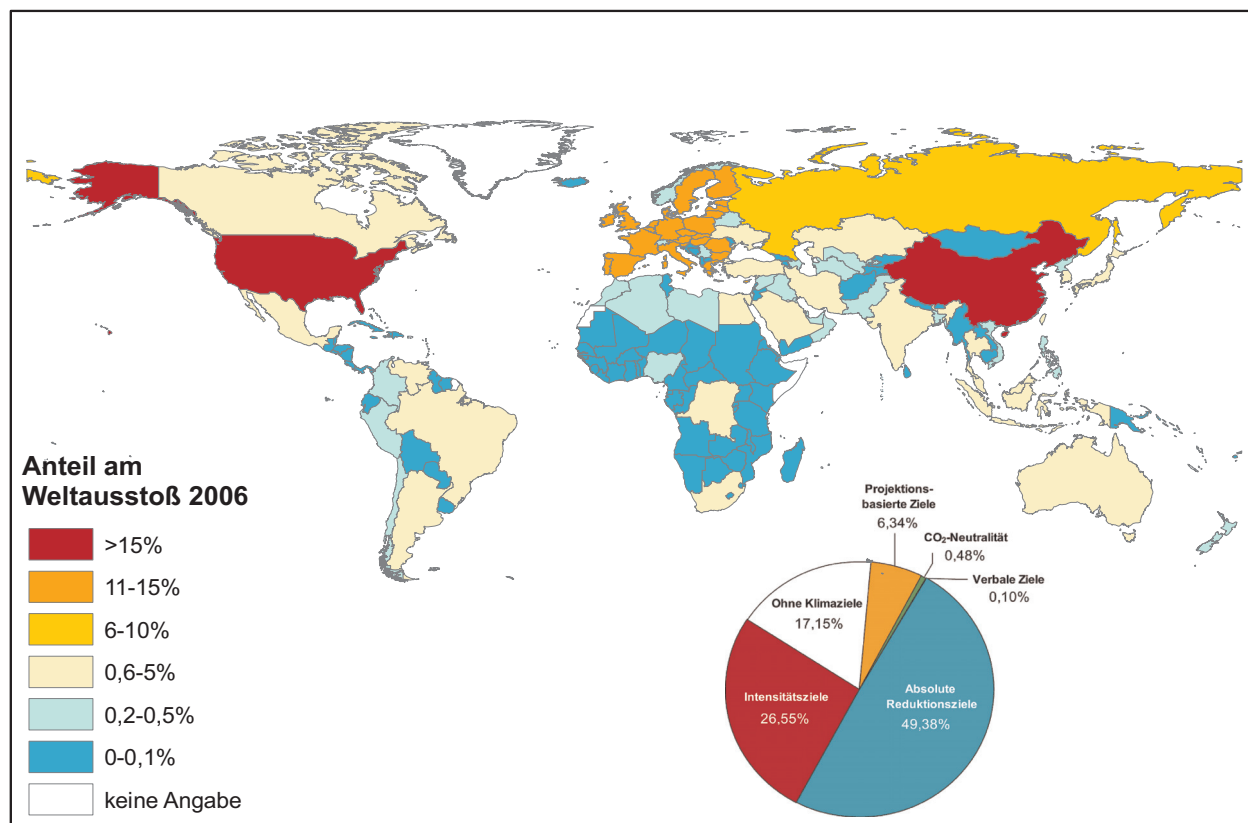 Anteil am
Weltausstoß 2006
>15%
11-15%
6-10%
0,6-5%
0,2-0,5%
0-0,1%
keine Angabe
Projektions-
basierte Ziele
6,34%
CO₂-Neutralität
0,48%
Verbale Ziele
0,10%
Ohne Klimaziele
17,15%
Intensitätsziele
26,55%
Absolute
Reduktionsziele
49,38%